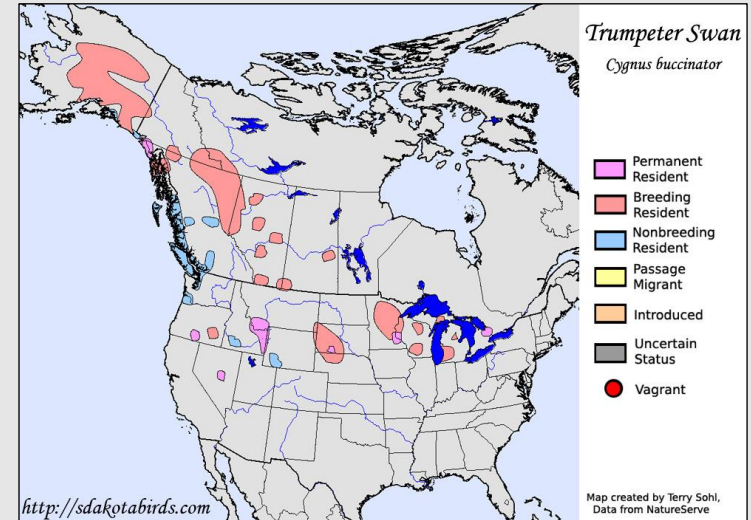 Trumpeter Swan
Cygnus buccinator
Permanent
Resident
Breeding
Resident
Nonbreeding
Resident
Passage
Migrant
Introduced
Uncertain
Status
Vagrant
Map created by Terry Sohl,
Data from NatureServe
http://sdakotabirds.com